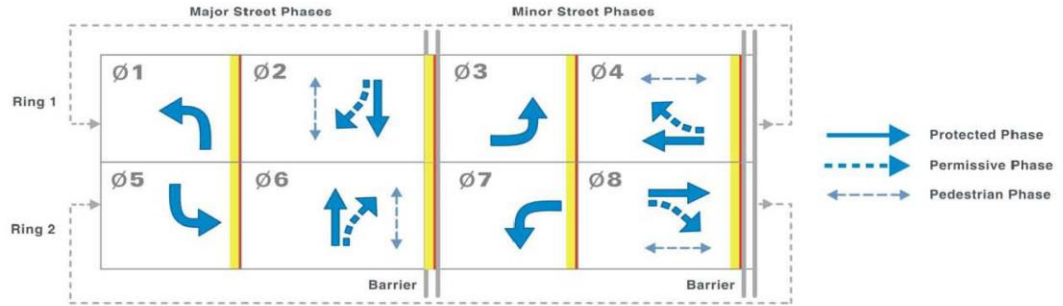 Major Street Phases
Minor Street Phases
Ring 1
Ø1
Ø2
Ø3
Ø4
Ring 2
Ø5
Ø6
Ø7
Ø8
Barrier
Barrier
Protected Phase
Permissive Phase
Pedestrian Phase